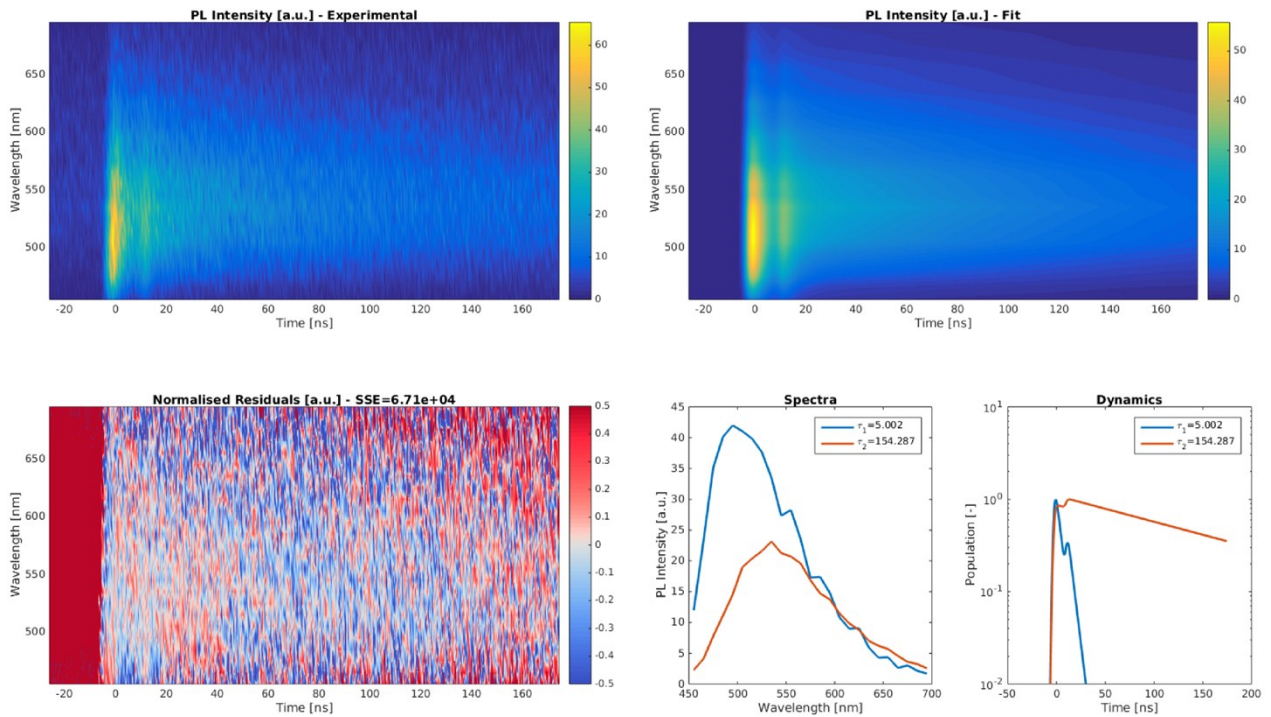 PL Intensity [a.u.] - Experimental
Wavelength [nm]
650
600
550
500
-20 0 20 40 60 80 100 120 140 160
Time [ns]
60
50
40
30
20
10
0
PL Intensity [a.u.] - Fit
Wavelength [nm]
650
600
550
500
-20 0 20 40 60 80 100 120 140 160
Time [ns]
50
40
30
20
10
0
Normalised Residuals [a.u.] - SSE=6.71e+04
Wavelength [nm]
650
600
550
500
-20 0 20 40 60 80 100 120 140 160
Time [ns]
0.5
0.4
0.3
0.2
0.1
0
-0.1
-0.2
-0.3
-0.4
-0.5
Spectra
PL Intensity [a.u.]
45
40
35
30
25
20
15
10
5
0
450 500 550 600 650 700
Wavelength [nm]
τ1=5.002
τ2=154.287
Dynamics
Population [-]
10^1
10^0
10^-1
10^-2
-50 0 50 100 150 200
Time [ns]
τ1=5.002
τ2=154.287